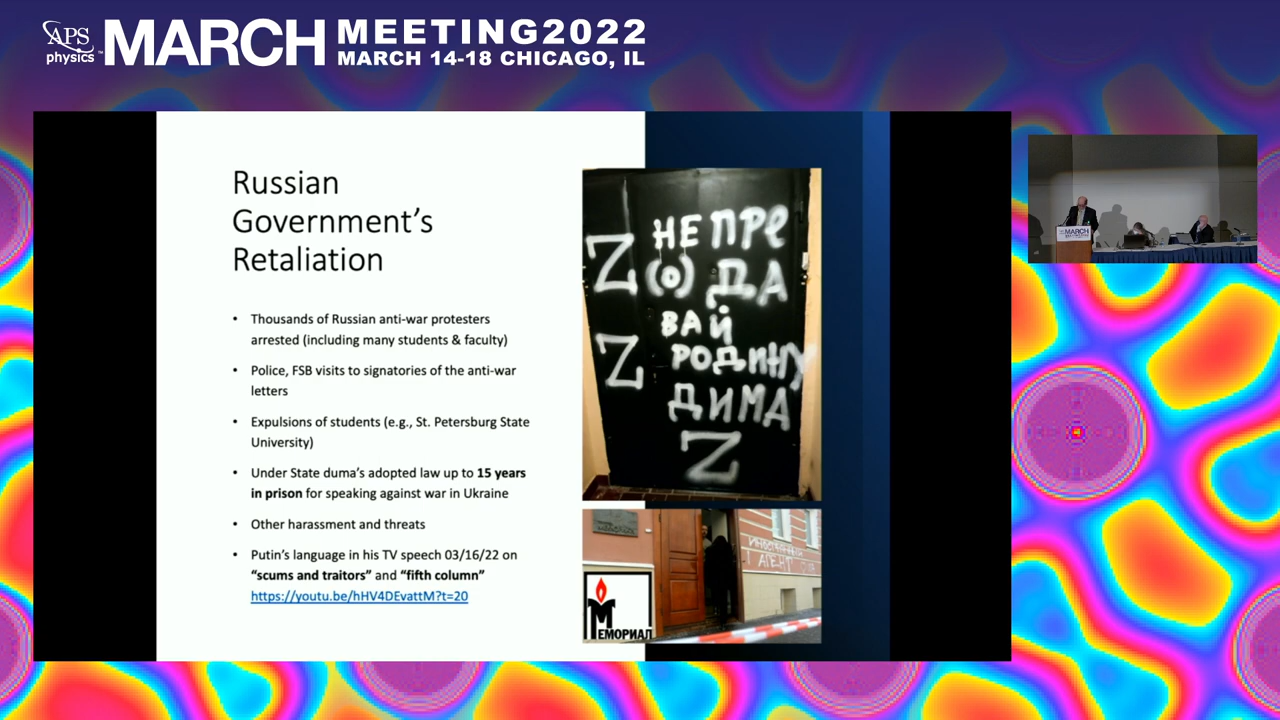 APS
physics
MARCH
MEETING2022
MARCH 14-18 CHICAGO, IL
Russian
Government's
Retaliation
• Thousands of Russian anti-war protesters
arrested (including many students & faculty)
• Police, FSB visits to signatories of the anti-war
letters
• Expulsions of students (e.g., St. Petersburg State
University)
• Under State duma's adopted law up to 15 years
in prison for speaking against war in Ukraine
• Other harassment and threats
• Putin's language in his TV speech 03/16/22 on
"scums and traitors" and "fifth column"
https://youtu.be/hHV4DEvattM?t=20
Z
НЕ ПРЕ
(О) ДА
ВАЙ
Z
РОДИНУ
ДИМА
Z
АГЕНТ
МЕМОРИАЛ
MARCH